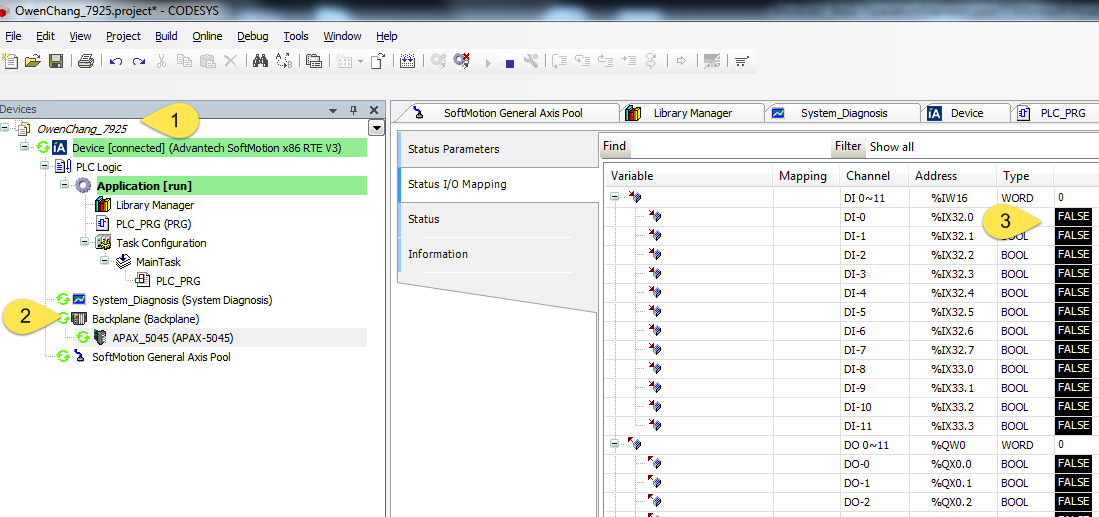 OwenChang_7925.project* - CODESYS
File Edit View Project Build Online Debug Tools Window Help
Devices
OwenChang_7925
1
Device [connected] (Advantech SoftMotion x86 RTE V3)
PLC Logic
Application [run]
Library Manager
PLC_PRG (PRG)
Task Configuration
MainTask
PLC_PRG
System_Diagnosis (System Diagnosis)
2
Backplane (Backplane)
APAX_5045 (APAX-5045)
SoftMotion General Axis Pool
SoftMotion General Axis Pool Library Manager System_Diagnosis iA Device PLC_PRG
Status Parameters
Status I/O Mapping
Status
Information
Find Filter Show all
Variable Mapping Channel Address Type
DI 0~11 %IW16 WORD 0
DI-0 %IX32.0 3 FALSE
DI-1 %IX32.1 BOOL FALSE
DI-2 %IX32.2 BOOL FALSE
DI-3 %IX32.3 BOOL FALSE
DI-4 %IX32.4 BOOL FALSE
DI-5 %IX32.5 BOOL FALSE
DI-6 %IX32.6 BOOL FALSE
DI-7 %IX32.7 BOOL FALSE
DI-8 %IX33.0 BOOL FALSE
DI-9 %IX33.1 BOOL FALSE
DI-10 %IX33.2 BOOL FALSE
DI-11 %IX33.3 BOOL FALSE
DO 0~11 %QW0 WORD 0
DO-0 %QX0.0 BOOL FALSE
DO-1 %QX0.1 BOOL FALSE
DO-2 %QX0.2 BOOL FALSE